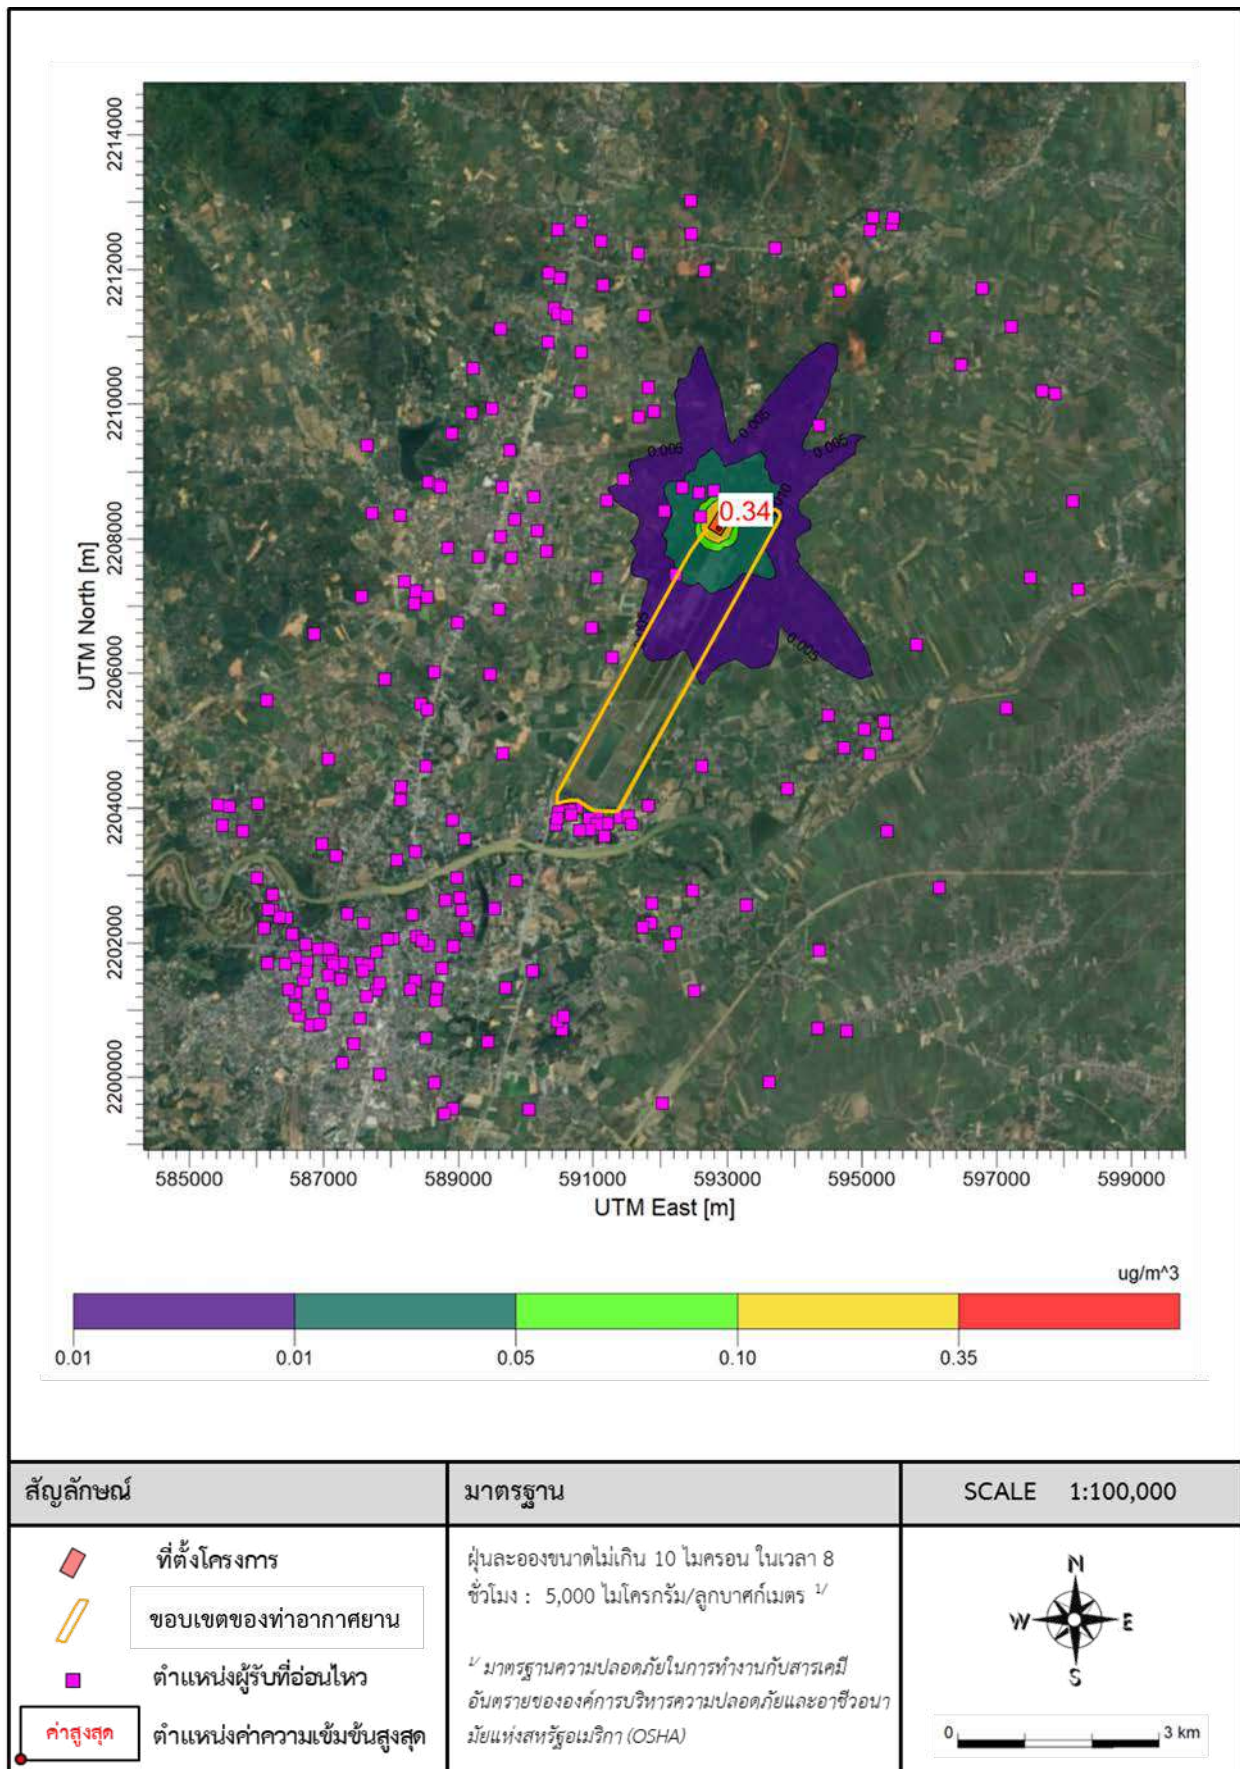 2214000
2212000
2210000
2208000
2206000
2204000
2202000
2200000
UTM North [m]
0.005
0.005
0.005
0.34
0.005
585000 587000 589000 591000 593000 595000 597000 599000
UTM East [m]
ug/m^3
0.01 0.01 0.05 0.10 0.35
สัญลักษณ์
ที่ตั้งโครงการ
ขอบเขตของท่าอากาศยาน
ตำแหน่งผู้รับที่อ่อนไหว
ค่าสูงสุด ตำแหน่งค่าความเข้มข้นสูงสุด
มาตรฐาน
ฝุ่นละอองขนาดไม่เกิน 10 ไมครอน ในเวลา 8
ชั่วโมง : 5,000 ไมโครกรัม/ลูกบาศก์เมตร 1/
1/ มาตรฐานความปลอดภัยในการทำงานกับสารเคมี
อันตรายขององค์การบริหารความปลอดภัยและอาชีวอนา
มัยแห่งสหรัฐอเมริกา (OSHA)
SCALE 1:100,000
N
W E
S
0 3 km